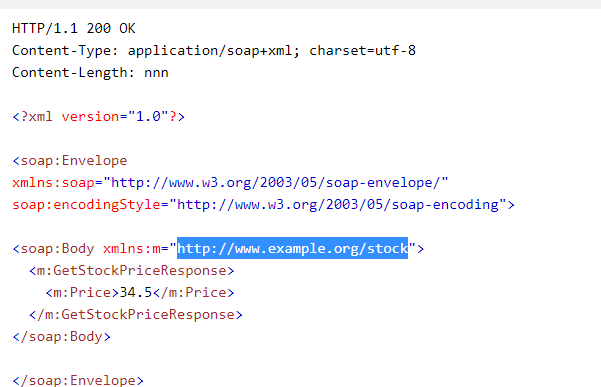 HTTP/1.1 200 OK
Content-Type: application/soap+xml; charset=utf-8
Content-Length: nnn
<?xml version="1.0"?>
<soap:Envelope
xmlns:soap="http://www.w3.org/2003/05/soap-envelope/"
soap:encodingStyle="http://www.w3.org/2003/05/soap-encoding">
<soap:Body xmlns:m="http://www.example.org/stock">
<m:GetStockPriceResponse>
<m:Price>34.5</m:Price>
</m:GetStockPriceResponse>
</soap:Body>
</soap:Envelope>